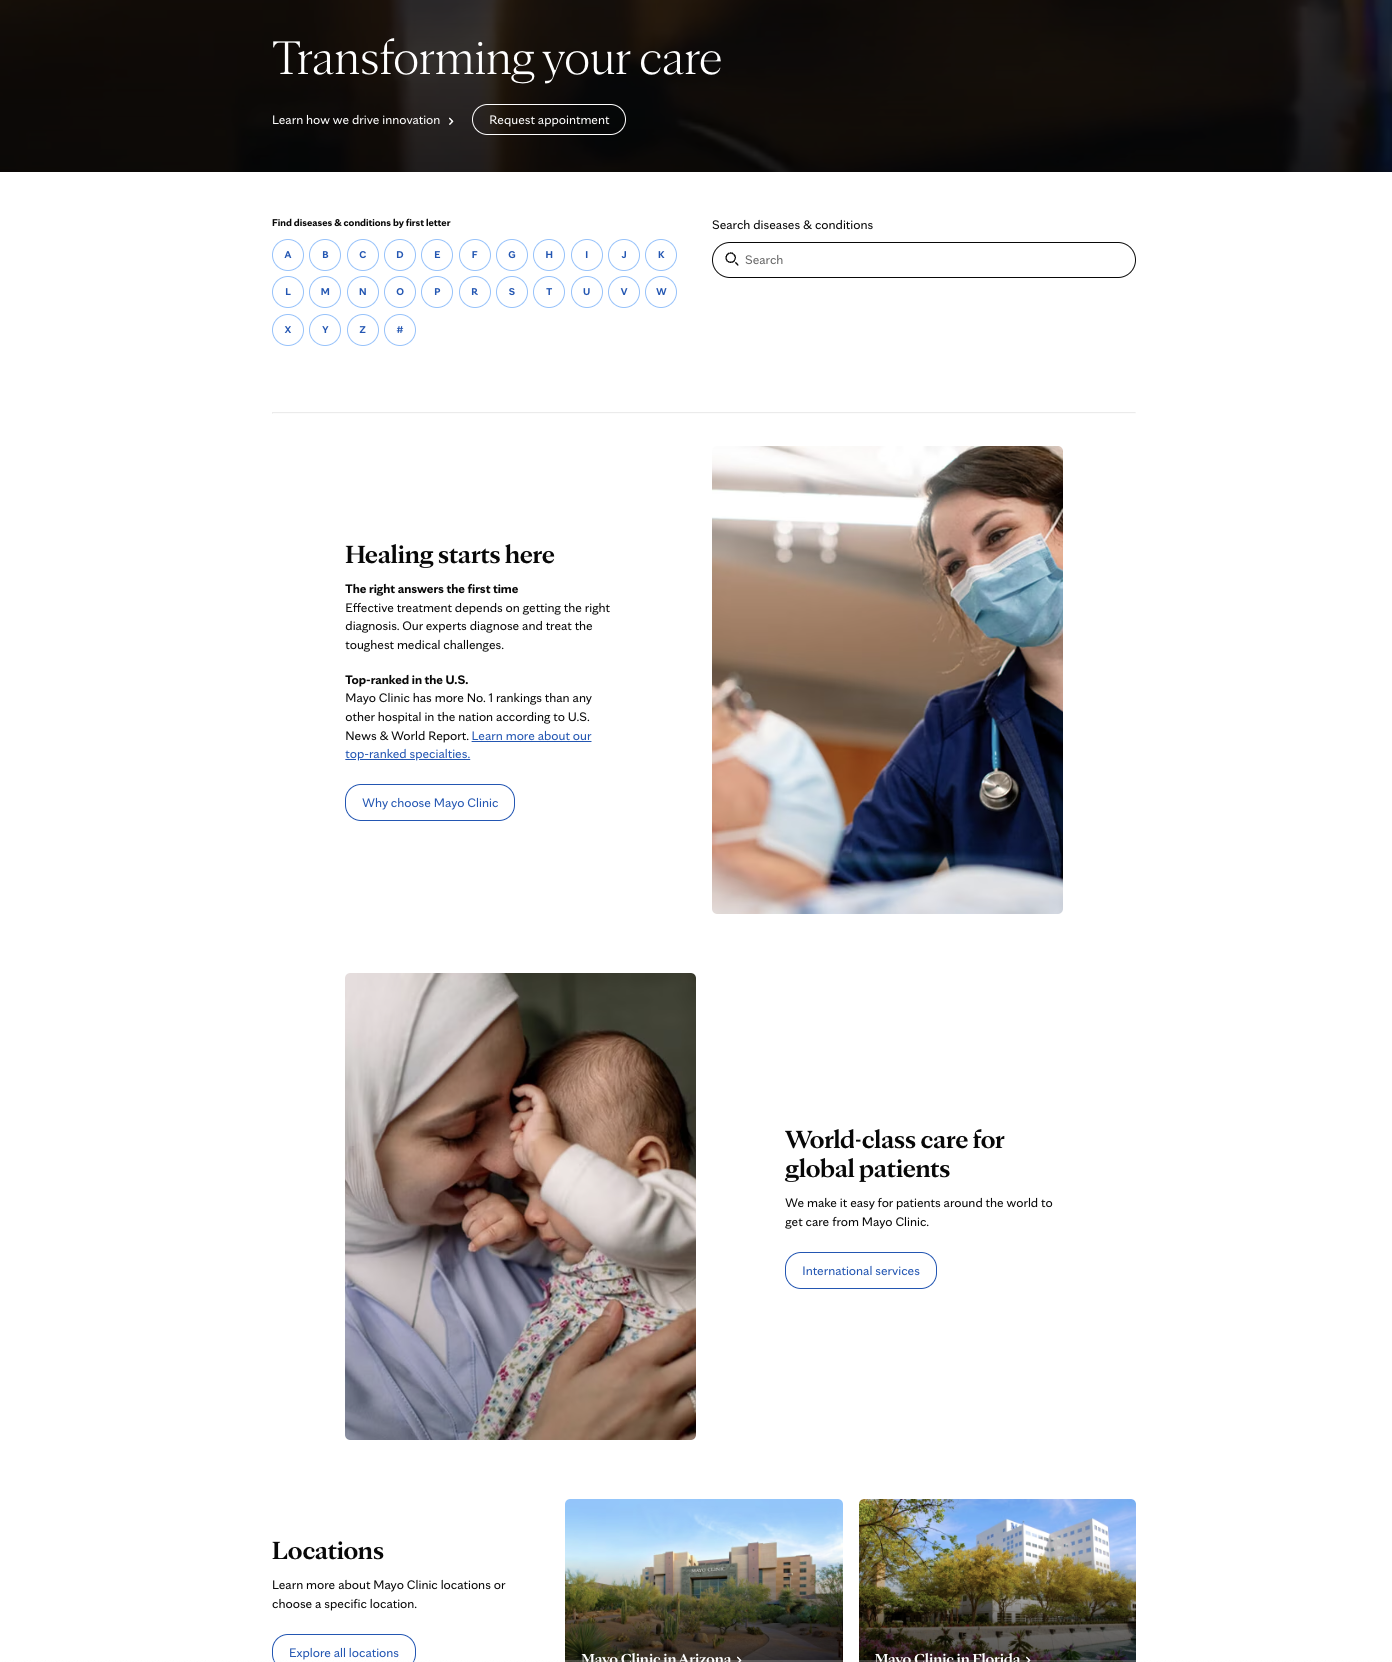 Transforming your care
Learn how we drive innovation
Request appointment
Find diseases & conditions by first letter
A B C D E F G H I J K
L M N O P R S T U V W
X Y Z #
Search diseases & conditions
Search
Healing starts here
The right answers the first time
Effective treatment depends on getting the right
diagnosis. Our experts diagnose and treat the
toughest medical challenges.
Top-ranked in the U.S.
Mayo Clinic has more No. 1 rankings than any
other hospital in the nation according to U.S.
News & World Report. Learn more about our
top-ranked specialties.
Why choose Mayo Clinic
World-class care for
global patients
We make it easy for patients around the world to
get care from Mayo Clinic.
International services
Locations
Learn more about Mayo Clinic locations or
choose a specific location.
Explore all locations
MAYO CLINIC
Mayo Clinic in Arizona
Mayo Clinic in Florida